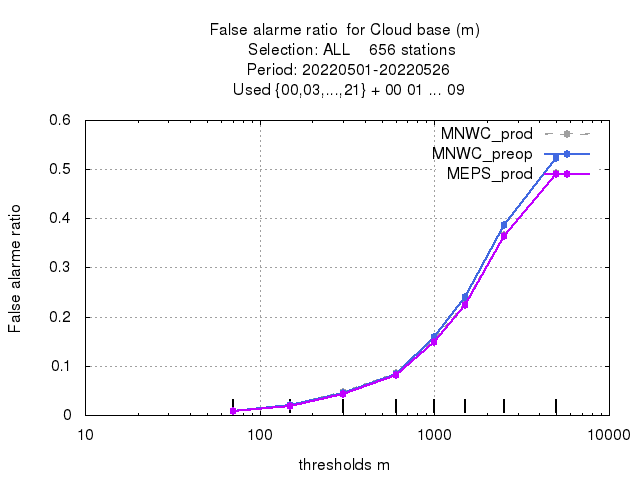 False alarme ratio  for Cloud base (m)
Selection: ALL    656 stations
Period: 20220501-20220526
Used {00,03,...,21} + 00 01 ... 09
MNWC_prod
MNWC_preop
MEPS_prod
False alarme ratio
0.6
0.5
0.4
0.3
0.2
0.1
0
10
100
1000
10000
thresholds m